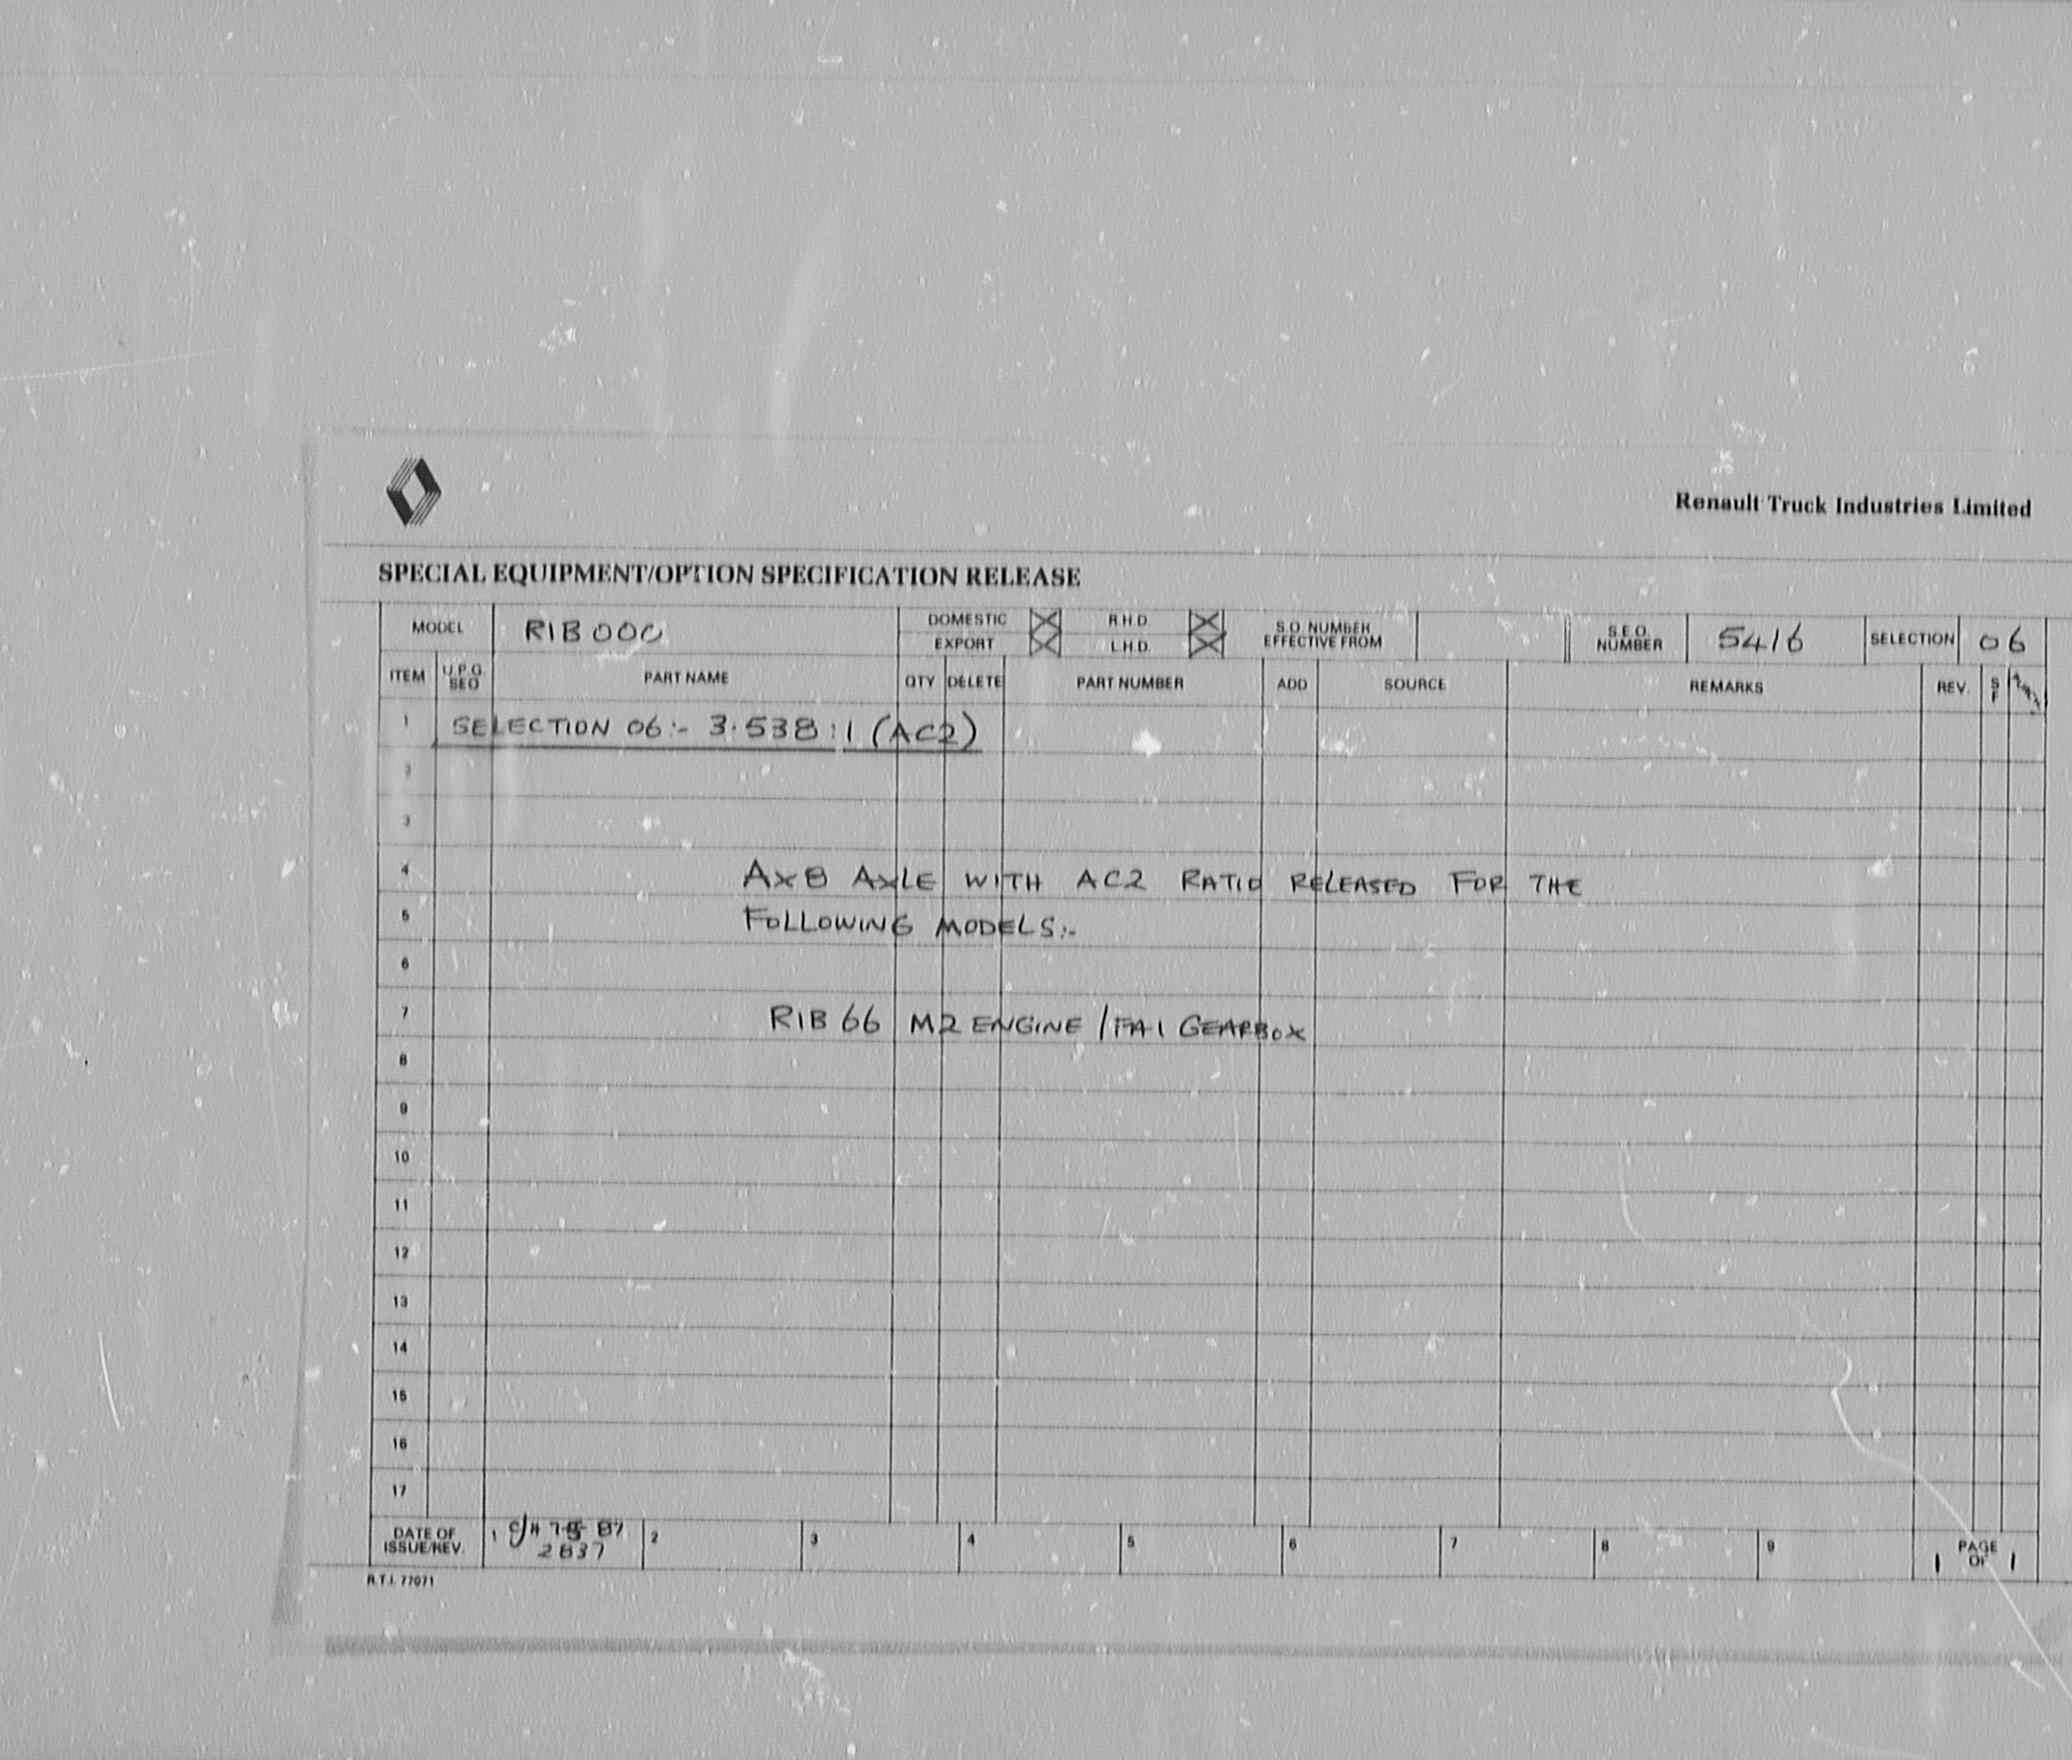 Renault Truck Industries Limited
SPECIAL EQUIPMENT/OPTION SPECIFICATION RELEASE
MODEL RIB 000 DOMESTIC R.H.D. S.O. NUMBER EFFECTIVE FROM S.E.O. NUMBER 5416 SELECTION 06
EXPORT L.H.D.
ITEM U.P.G. SEO PART NAME QTY DELETE PART NUMBER ADD SOURCE REMARKS REV. S F
1 SELECTION 06:- 3.538:1 (AC2)
2
3
4 AXB AXLE WITH AC2 RATIO RELEASED FOR THE
5 FOLLOWING MODELS:-
6
7 RIB 66 M2 ENGINE / FA1 GEARBOX
8
9
10
11
12
13
14
15
16
17
DATE OF ISSUE/REV. 1 87 2 3 4 5 6 7 8 9 1 PAGE OF 1
2837
R.T.I. 77071